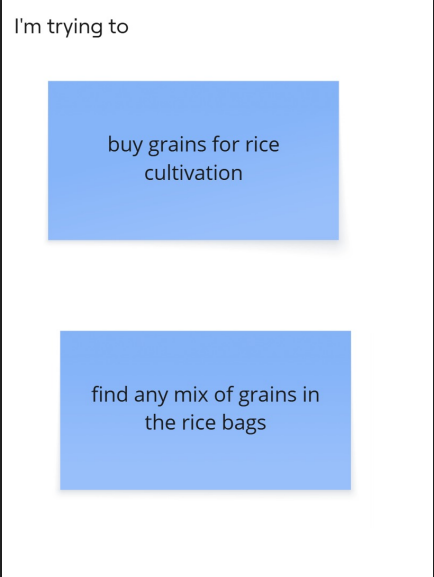 I'm trying to
buy grains for rice
cultivation
find any mix of grains in
the rice bags